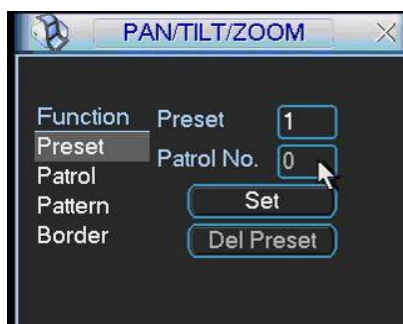 PAN/TILT/ZOOM
Function
Preset
Patrol
Pattern
Border
Preset 1
Patrol No. 0
Set
Del Preset